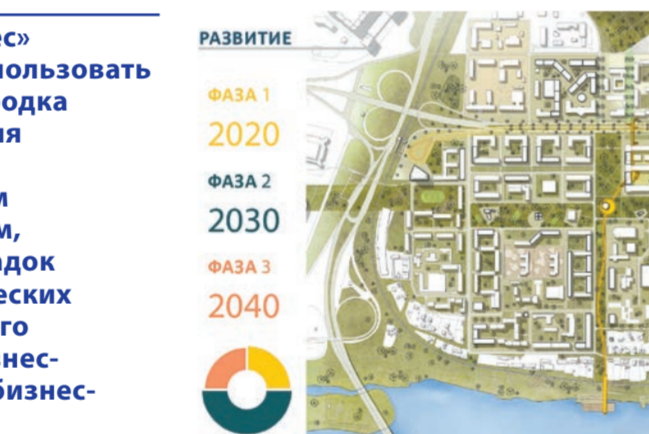 ес»
пользовать
одка
ия
м
м,
адок
еских
го
знес-
бизнес-
РАЗВИТИЕ
ФАЗА 1
2020
ФАЗА 2
2030
ФАЗА 3
2040